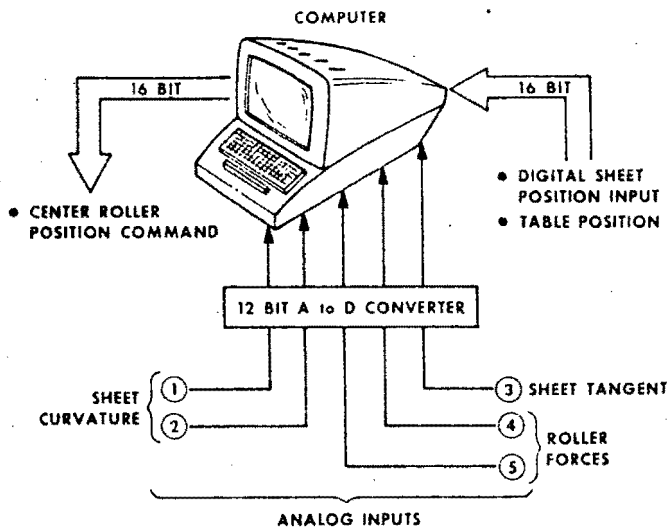 COMPUTER
16 BIT
16 BIT
• CENTER ROLLER
POSITION COMMAND
• DIGITAL SHEET
POSITION INPUT
• TABLE POSITION
12 BIT A to D CONVERTER
SHEET
CURVATURE
1
2
3 SHEET TANGENT
4
5
ROLLER
FORCES
ANALOG INPUTS